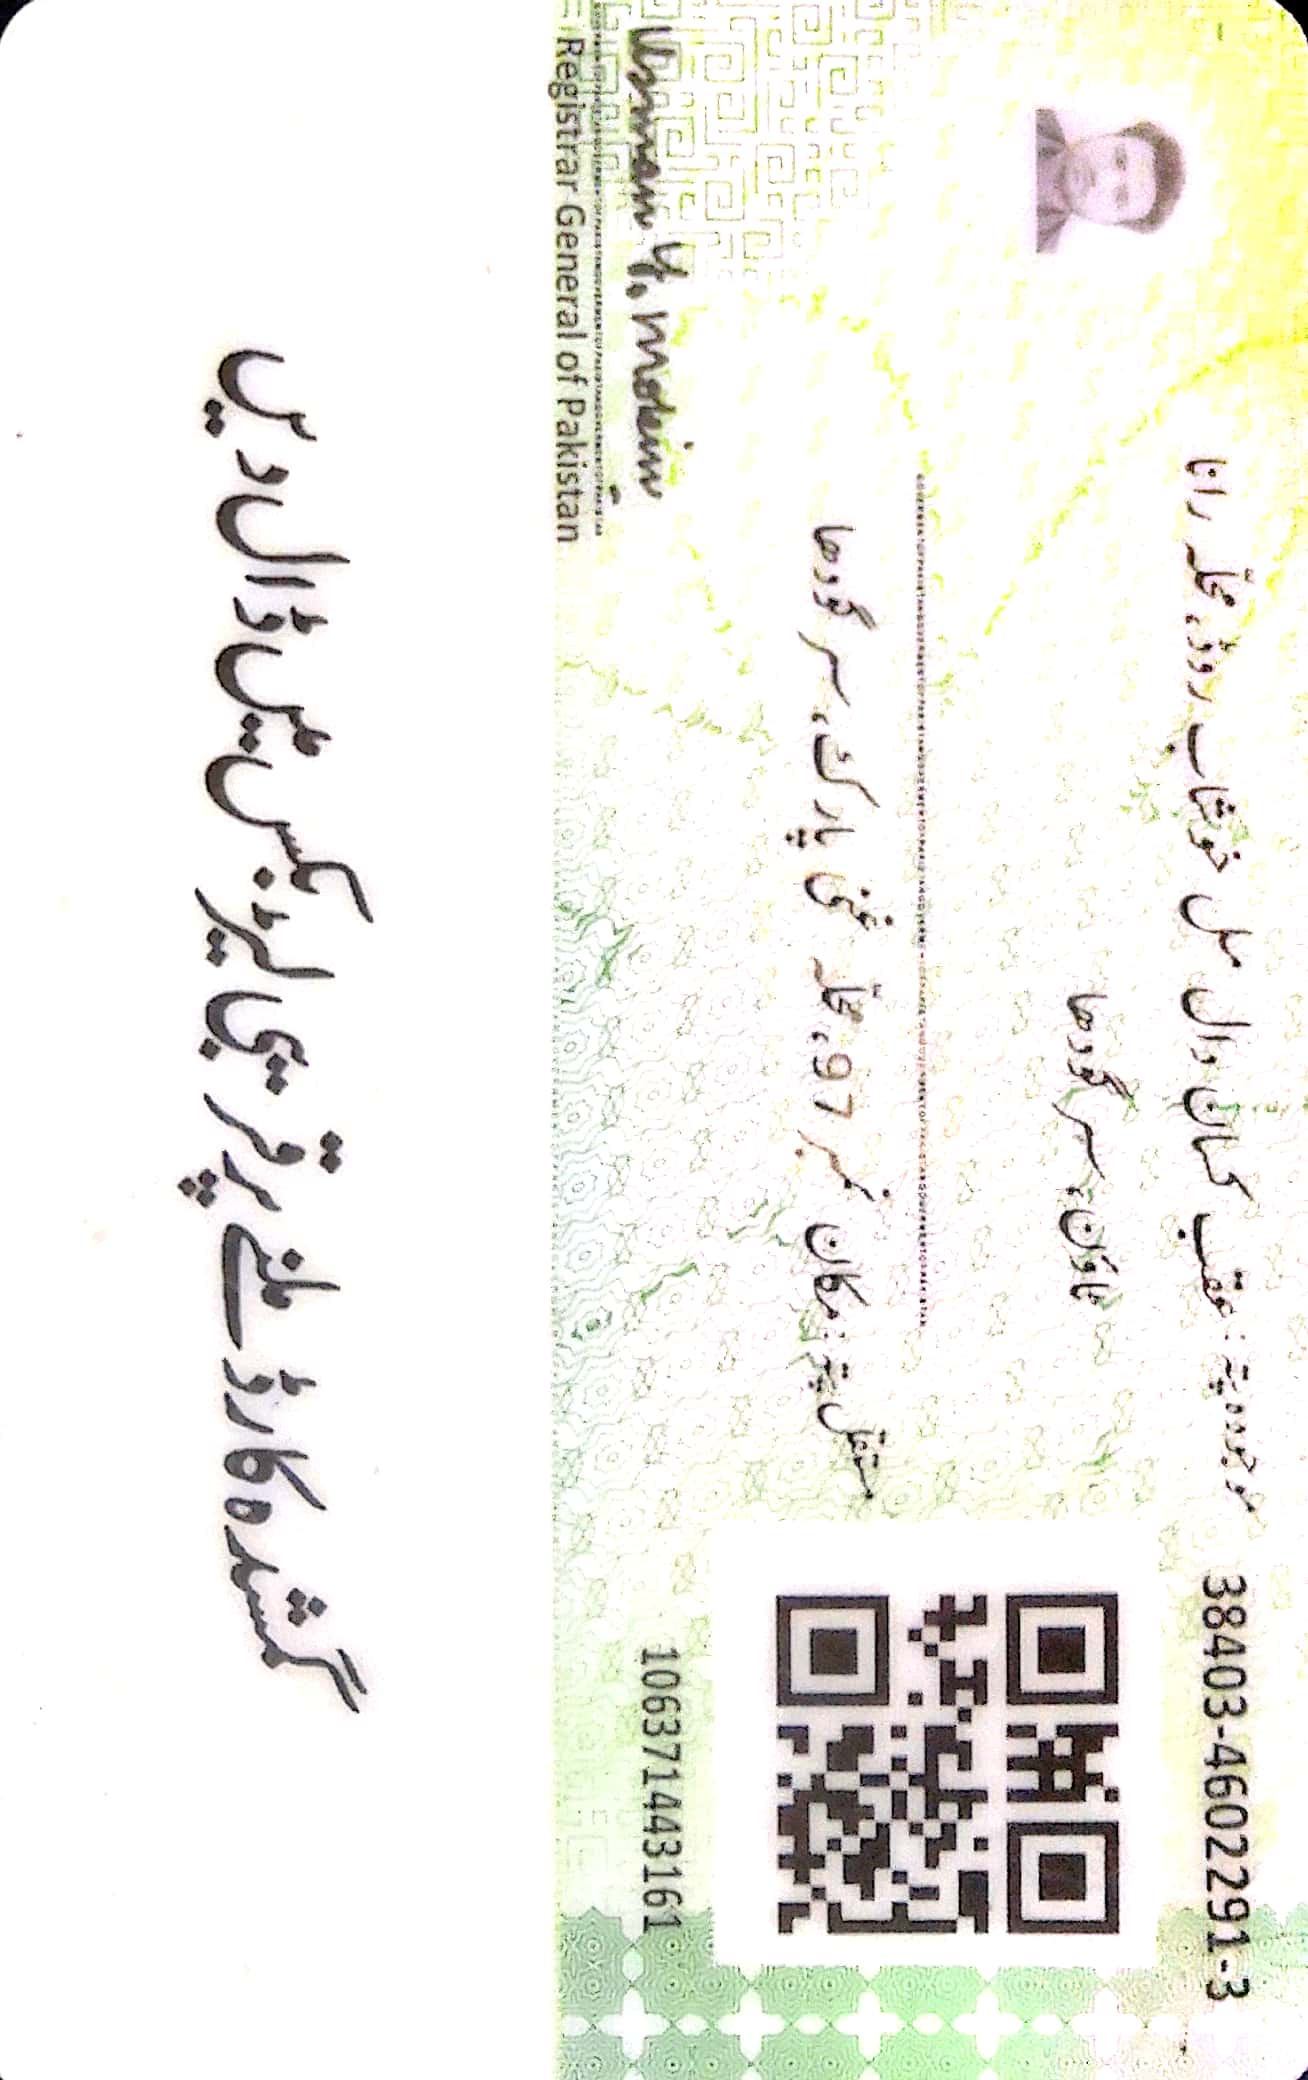 38403-4602291-3
موجودہ پتہ: عقب کسان دال مل خوشاب روڈ، محلّہ رانا
ٹاؤن، سرگودھا
مستقل پتہ: مکان نمبر 97، محلّہ غنی پارک، سرگودھا
106371443161
Usman Y. Mobin
Registrar General of Pakistan
گمشدہ کارڈ ملنے پر قریبی لیٹر بکس میں ڈال دیں